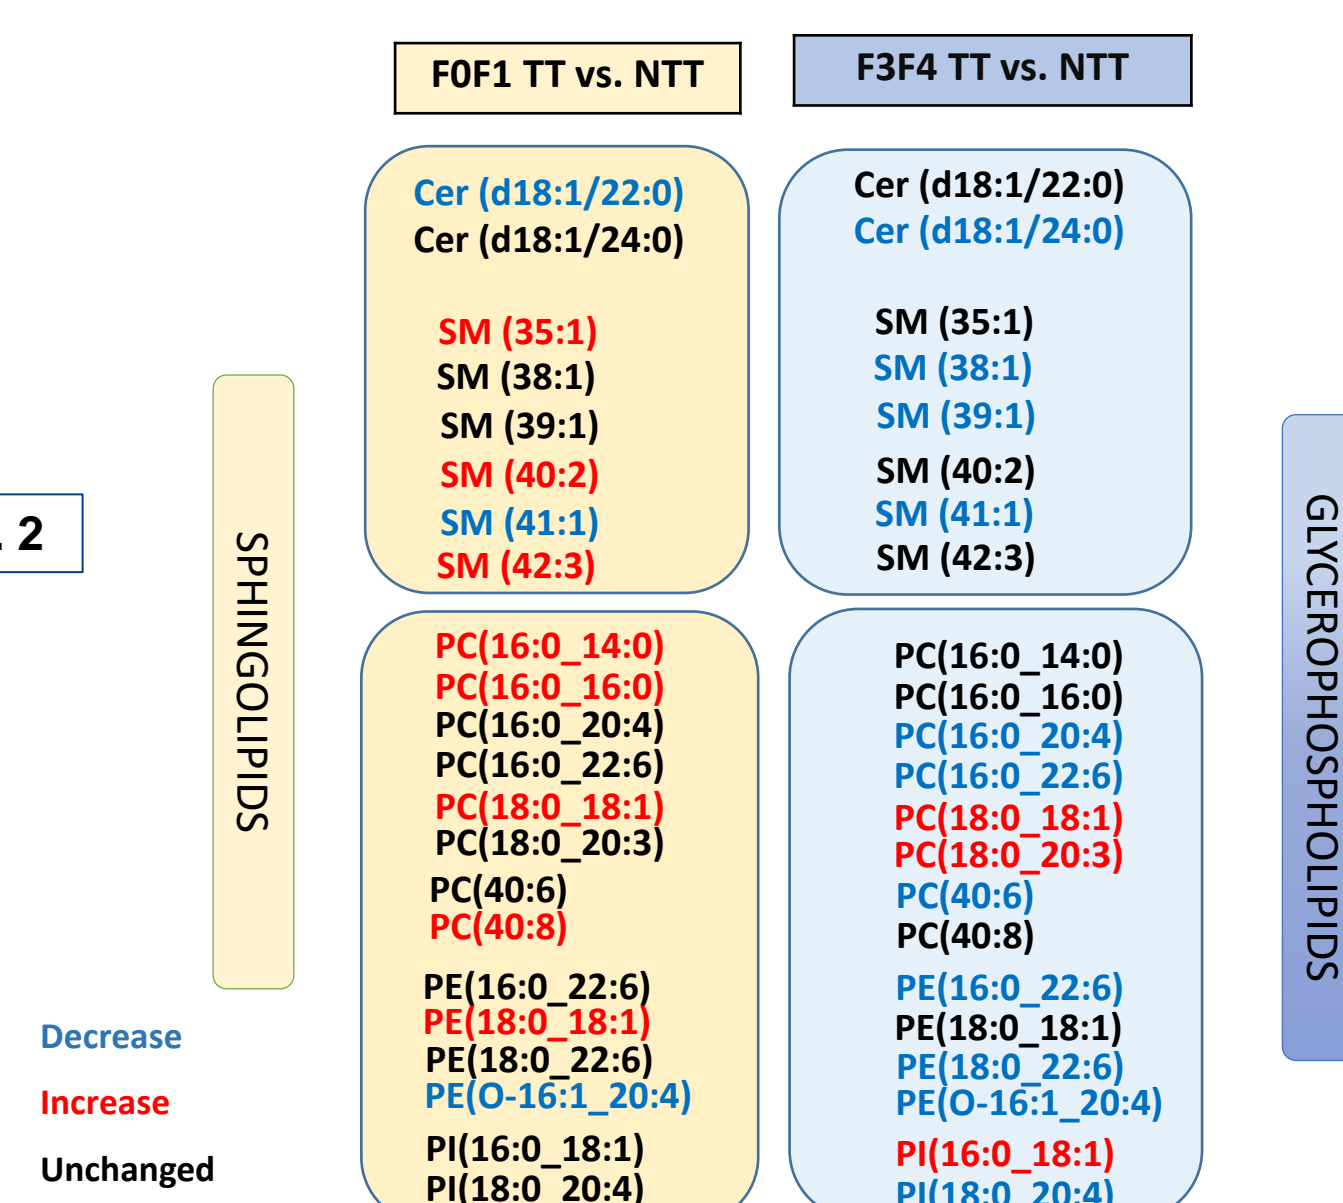 F0F1 TT vs. NTT
F3F4 TT vs. NTT
Cer (d18:1/22:0)
Cer (d18:1/24:0)
SM (35:1)
SM (38:1)
SM (39:1)
SM (40:2)
SM (41:1)
SM (42:3)
Cer (d18:1/22:0)
Cer (d18:1/24:0)
SM (35:1)
SM (38:1)
SM (39:1)
SM (40:2)
SM (41:1)
SM (42:3)
. 2
SPHINGOLIPIDS
GLYCEROPHOSPHOLIPIDS
PC(16:0_14:0)
PC(16:0_16:0)
PC(16:0_20:4)
PC(16:0_22:6)
PC(18:0_18:1)
PC(18:0_20:3)
PC(40:6)
PC(40:8)
PE(16:0_22:6)
PE(18:0_18:1)
PE(18:0_22:6)
PE(O-16:1_20:4)
PI(16:0_18:1)
PI(18:0_20:4)
PC(16:0_14:0)
PC(16:0_16:0)
PC(16:0_20:4)
PC(16:0_22:6)
PC(18:0_18:1)
PC(18:0_20:3)
PC(40:6)
PC(40:8)
PE(16:0_22:6)
PE(18:0_18:1)
PE(18:0_22:6)
PE(O-16:1_20:4)
PI(16:0_18:1)
PI(18:0_20:4)
Decrease
Increase
Unchanged